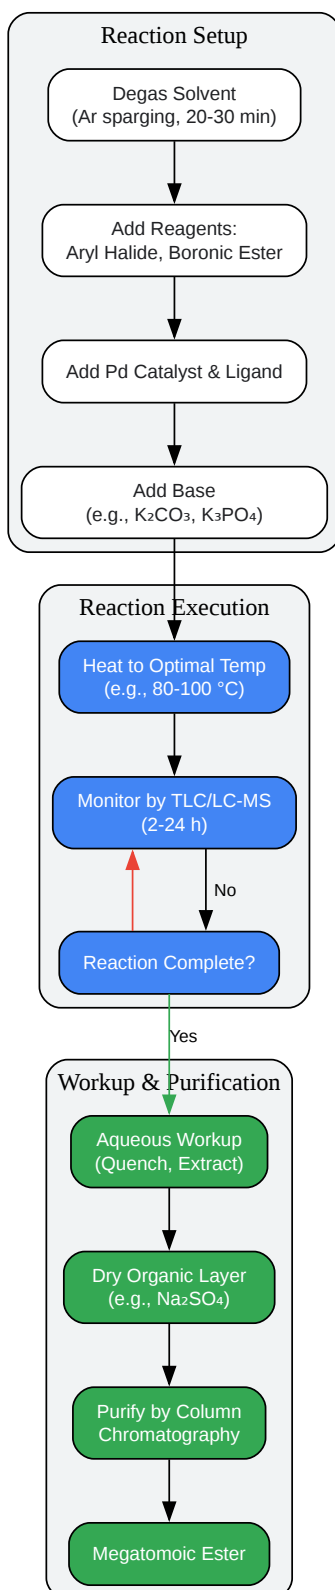 Reaction Setup
Degas Solvent
(Ar sparging, 20-30 min)
Add Reagents:
Aryl Halide, Boronic Ester
Add Pd Catalyst & Ligand
Add Base
(e.g., K₂CO₃, K₃PO₄)
Reaction Execution
Heat to Optimal Temp
(e.g., 80-100 °C)
Monitor by TLC/LC-MS
(2-24 h)
No
Reaction Complete?
Yes
Workup & Purification
Aqueous Workup
(Quench, Extract)
Dry Organic Layer
(e.g., Na₂SO₄)
Purify by Column
Chromatography
Megatomoic Ester